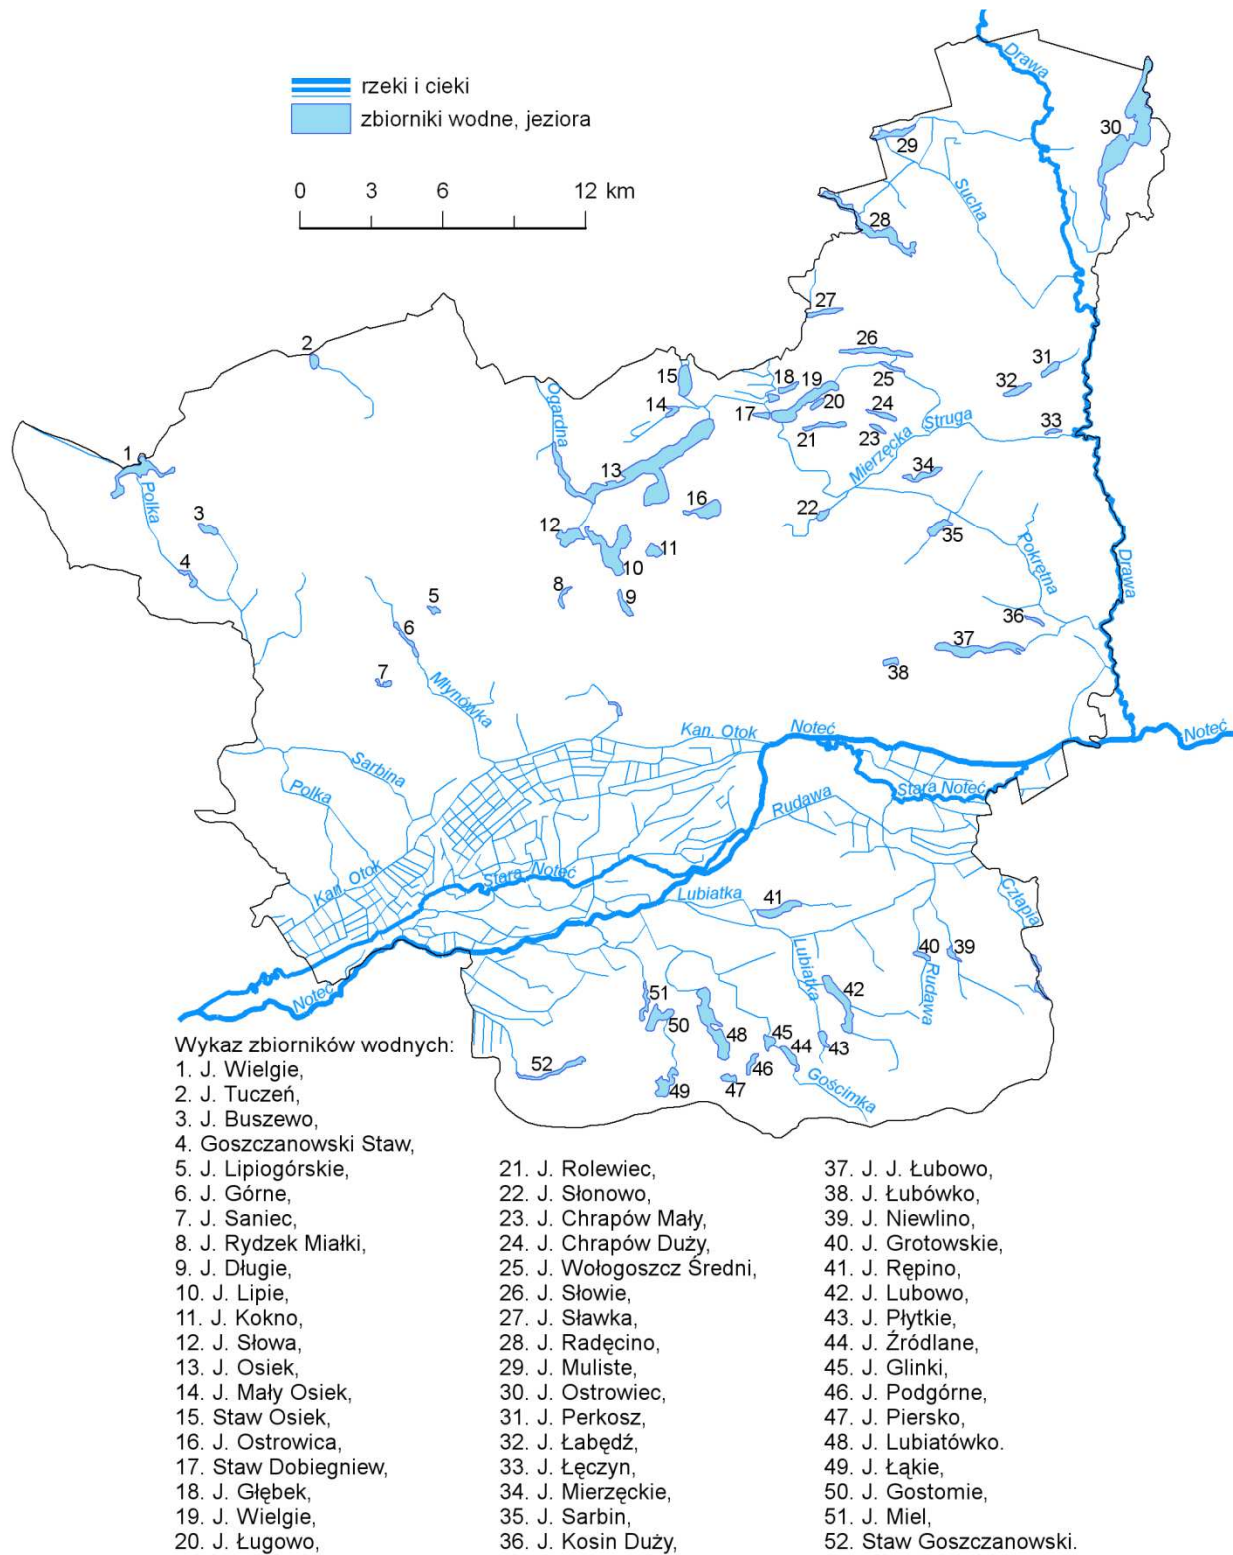 Drawa
rzeki i cieki
zbiorniki wodne, jeziora
30
29
0 3 6 12 km
Sucha
28
27
2
26
31
15
18 19
25
32
Ogardna
14
17
20
24
33
21
23
Struga
1
Mierzęcka
13
34
Polka
16
3
22
12
35
11
4
10
Pokrętna
Drawa
8
5
9
36
6
37
7
38
Młynówka
Kan. Otok
Noteć
Noteć
Sarbina
Polka
Stara Noteć
Rudawa
Kan. Otok
Stara Noteć
Człapia
Lubiatka
41
40 39
Lubiatka
Rudawa
Noteć
51
42
50
48
45
43
44
52
46
49
47
Gościmka
Wykaz zbiorników wodnych:
1. J. Wielgie,
2. J. Tuczeń,
3. J. Buszewo,
4. Goszczanowski Staw,
5. J. Lipiogórskie,
6. J. Górne,
7. J. Saniec,
8. J. Rydzek Miałki,
9. J. Długie,
10. J. Lipie,
11. J. Kokno,
12. J. Słowa,
13. J. Osiek,
14. J. Mały Osiek,
15. Staw Osiek,
16. J. Ostrowica,
17. Staw Dobiegniew,
18. J. Głębek,
19. J. Wielgie,
20. J. Ługowo,
21. J. Rolewiec,
22. J. Słonowo,
23. J. Chrapów Mały,
24. J. Chrapów Duży,
25. J. Wołogoszcz Średni,
26. J. Słowie,
27. J. Sławka,
28. J. Radęcino,
29. J. Muliste,
30. J. Ostrowiec,
31. J. Perkosz,
32. J. Łabędź,
33. J. Łęczyn,
34. J. Mierzęckie,
35. J. Sarbin,
36. J. Kosin Duży,
37. J. J. Łubowo,
38. J. Łubówko,
39. J. Niewlino,
40. J. Grotowskie,
41. J. Rępino,
42. J. Lubowo,
43. J. Płytkie,
44. J. Źródlane,
45. J. Glinki,
46. J. Podgórne,
47. J. Piersko,
48. J. Lubiatówko.
49. J. Łąkie,
50. J. Gostomie,
51. J. Miel,
52. Staw Goszczanowski.